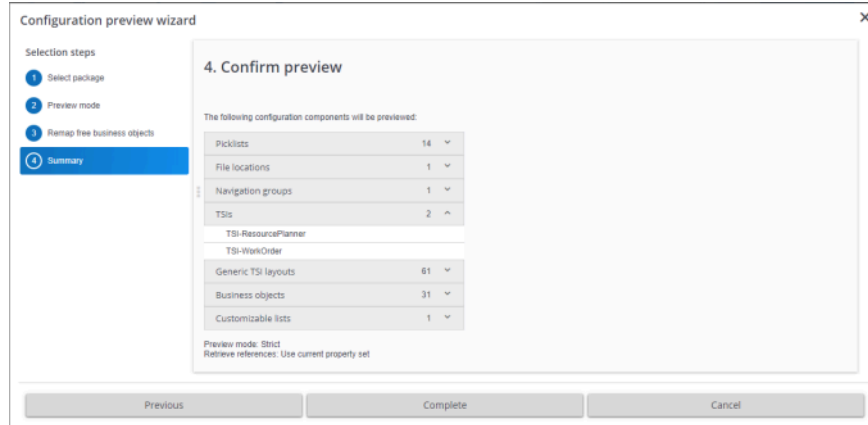 Configuration preview wizard
Selection steps
1 Select package
2 Preview mode
3 Remap free business objects
4 Summary
4. Confirm preview
The following configuration components will be previewed:
Picklists 14
File locations 1
Navigation groups 1
TSIs 2
TSI-ResourcePlanner
TSI-WorkOrder
Generic TSI layouts 61
Business objects 31
Customizable lists 1
Preview mode: Strict
Retrieve references: Use current property set
Previous Complete Cancel